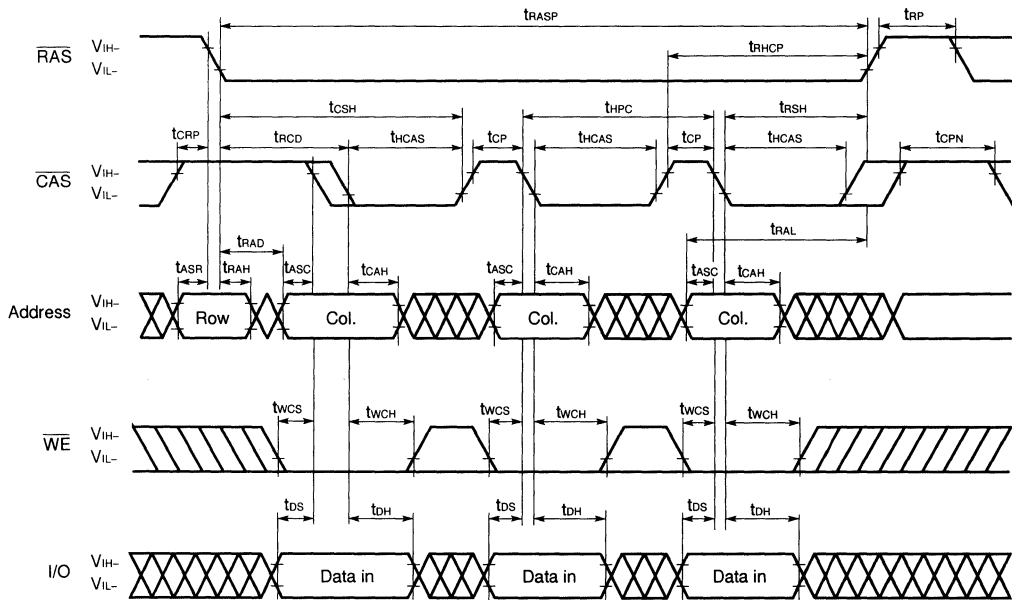 tRASP tRP
RAS VIH– VIL– tRHCP
tCSH tHPC tRSH
tCRP tRCD tHCAS tCP tHCAS tCP tHCAS tCPN
CAS VIH– VIL–
tRAD tRAL
tASR tRAH tASC tCAH tASC tCAH tASC tCAH
Address VIH– VIL– Row Col. Col. Col.
tWCS tWCH tWCS tWCH tWCS tWCH
WE VIH– VIL–
tDS tDH tDS tDH tDS tDH
I/O VIH– VIL– Data in Data in Data in